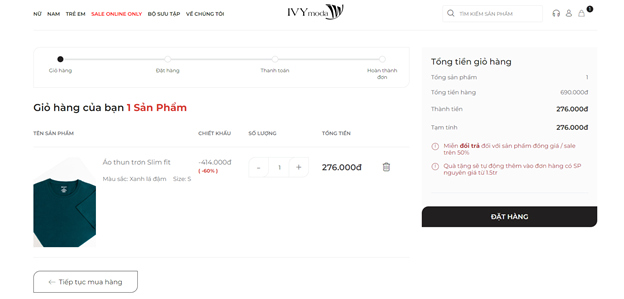 NỮ NAM TRẺ EM SALE ONLINE ONLY BỘ SƯU TẬP VỀ CHÚNG TÔI
IVY moda
TÌM KIẾM SẢN PHẨM
1
Giỏ hàng
Đặt hàng
Thanh toán
Hoàn thành
đơn
Giỏ hàng của bạn 1 Sản Phẩm
TÊN SẢN PHẨM CHIẾT KHẤU SỐ LƯỢNG TỔNG TIỀN
Áo thun trơn Slim fit
Màu sắc: Xanh lá đậm Size: S
-414.000đ
( -60% )
- 1 +
276.000đ
Tiếp tục mua hàng
Tổng tiền giỏ hàng
Tổng sản phẩm 1
Tổng tiền hàng 690.000đ
Thành tiền 276.000đ
Tạm tính 276.000đ
Miễn đổi trả đối với sản phẩm đồng giá / sale
trên 50%
Quà tặng sẽ tự động thêm vào đơn hàng có SP
nguyên giá từ 1.5tr
ĐẶT HÀNG